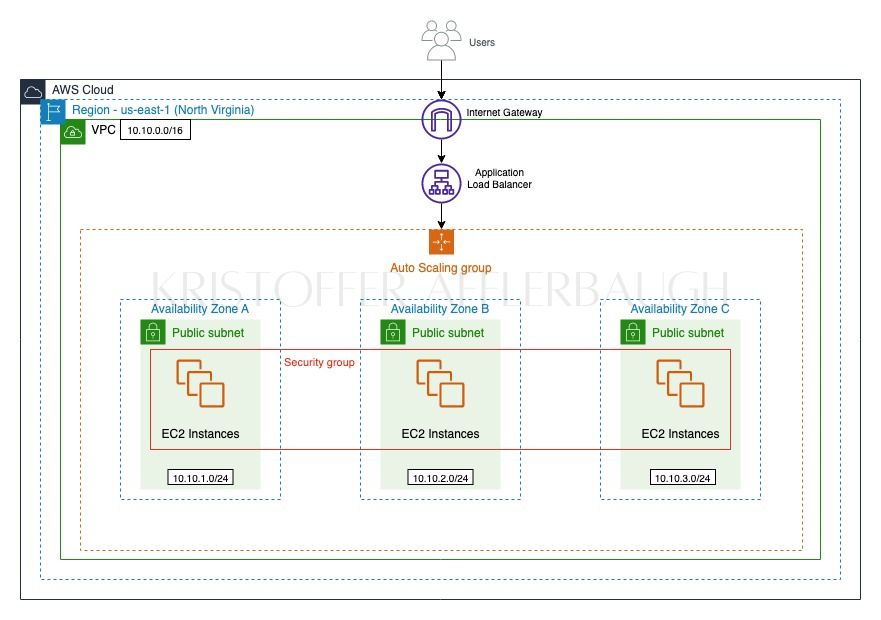 Users
AWS Cloud
Region - us-east-1 (North Virginia)
Internet Gateway
VPC
10.10.0.0/16
Application
Load Balancer
Auto Scaling group
KRISTOFFER AFFLERBAUGH
Availability Zone A
Availability Zone B
Availability Zone C
Public subnet
Public subnet
Public subnet
Security group
EC2 Instances
EC2 Instances
EC2 Instances
10.10.1.0/24
10.10.2.0/24
10.10.3.0/24